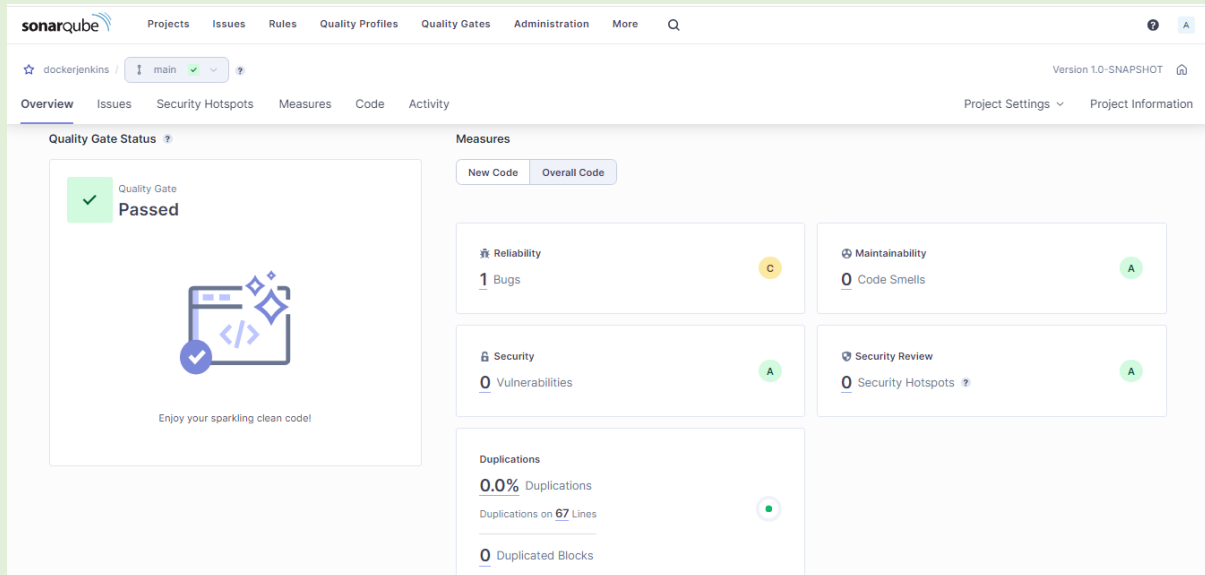 sonarqube Projects Issues Rules Quality Profiles Quality Gates Administration More ? A
dockerjenkins / main ? Version 1.0-SNAPSHOT
Overview Issues Security Hotspots Measures Code Activity Project Settings Project Information
Quality Gate Status ?
Quality Gate
Passed
</>
Enjoy your sparkling clean code!
Measures
New Code Overall Code
Reliability
1 Bugs C
Maintainability
0 Code Smells A
Security
0 Vulnerabilities A
Security Review
0 Security Hotspots ? A
Duplications
0.0% Duplications
Duplications on 67 Lines
0 Duplicated Blocks